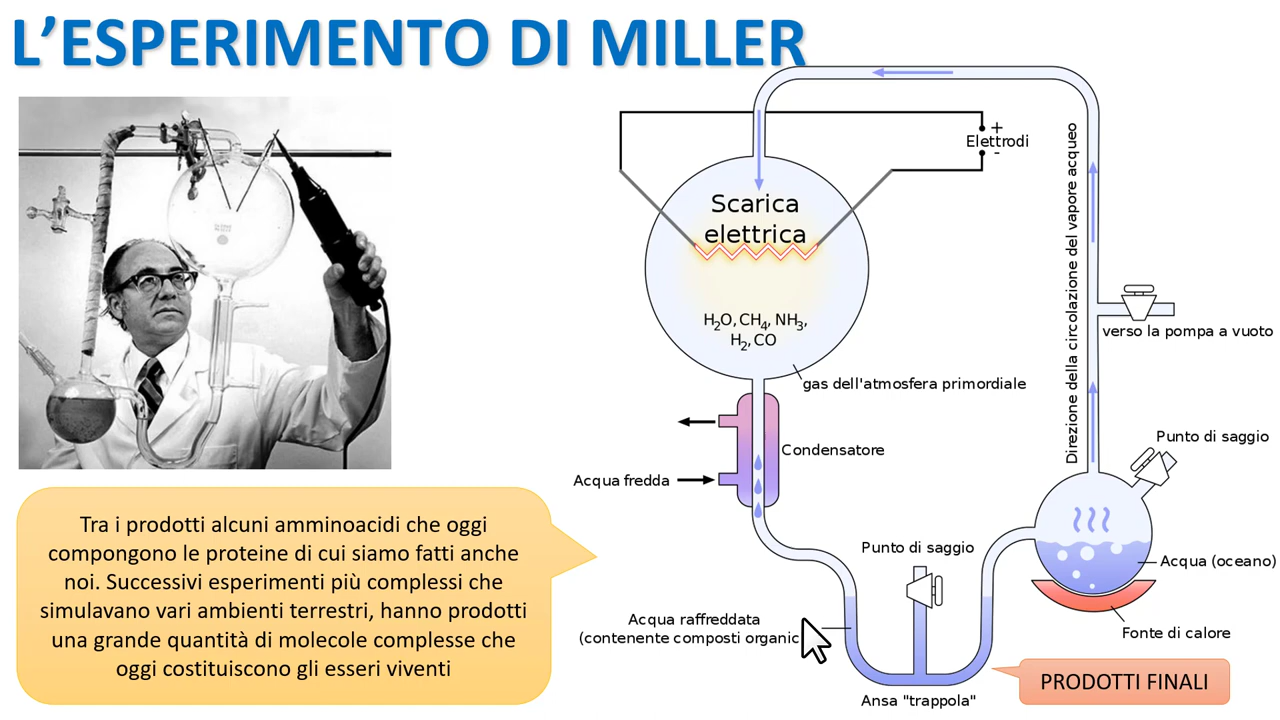 L'ESPERIMENTO DI MILLER
+
Elettrodi
-
Scarica
elettrica
H₂O, CH₄, NH₃,
H₂, CO
gas dell'atmosfera primordiale
Direzione della circolazione del vapore acqueo
verso la pompa a vuoto
Punto di saggio
Condensatore
Acqua fredda
Punto di saggio
Acqua (oceano)
Fonte di calore
Acqua raffreddata
(contenente composti organic
Ansa "trappola"
PRODOTTI FINALI
Tra i prodotti alcuni amminoacidi che oggi
compongono le proteine di cui siamo fatti anche
noi. Successivi esperimenti più complessi che
simulavano vari ambienti terrestri, hanno prodotti
una grande quantità di molecole complesse che
oggi costituiscono gli esseri viventi